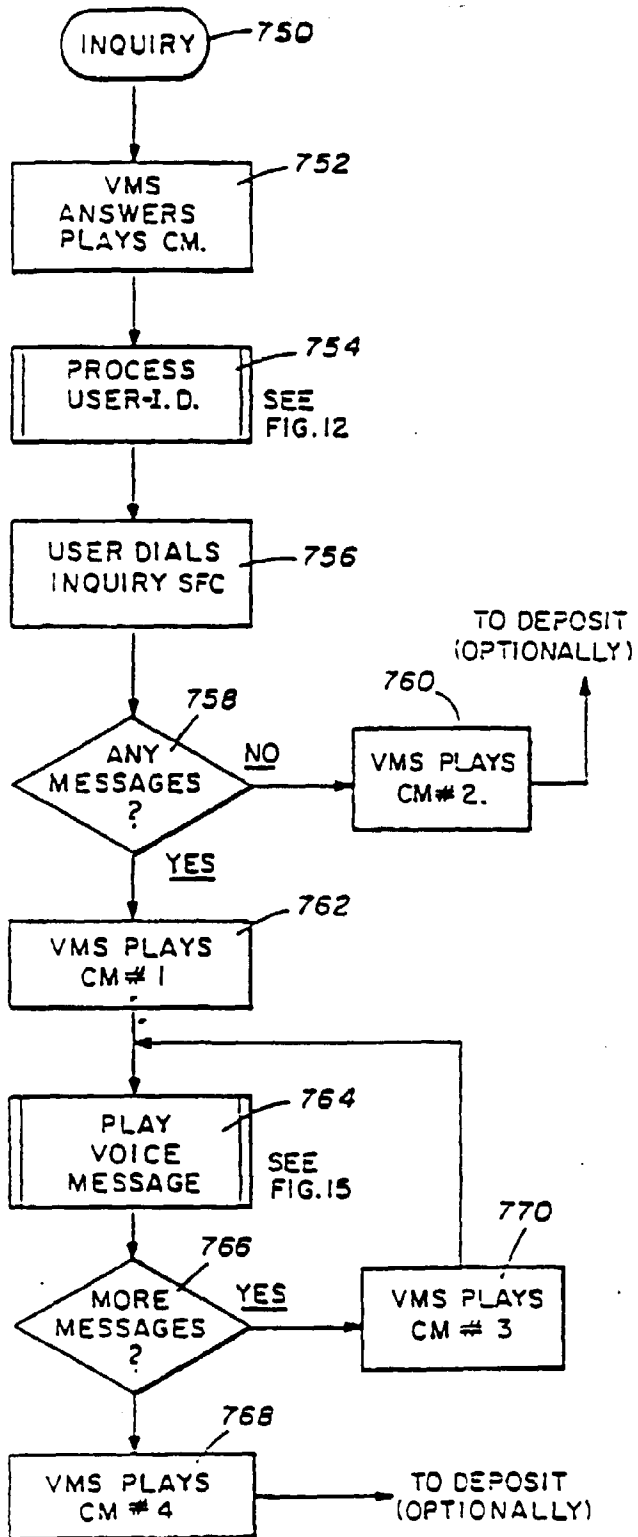 INQUIRY
750
752
VMS
ANSWERS
PLAYS CM.
754
PROCESS
USER-I.D.
SEE
FIG.12
756
USER DIALS
INQUIRY SFC
TO DEPOSIT
(OPTIONALLY)
758
ANY
MESSAGES
?
NO
760
VMS PLAYS
CM# 2.
YES
762
VMS PLAYS
CM# 1
764
PLAY
VOICE
MESSAGE
SEE
FIG.15
766
MORE
MESSAGES
?
YES
770
VMS PLAYS
CM # 3
768
VMS PLAYS
CM # 4
TO DEPOSIT
(OPTIONALLY)